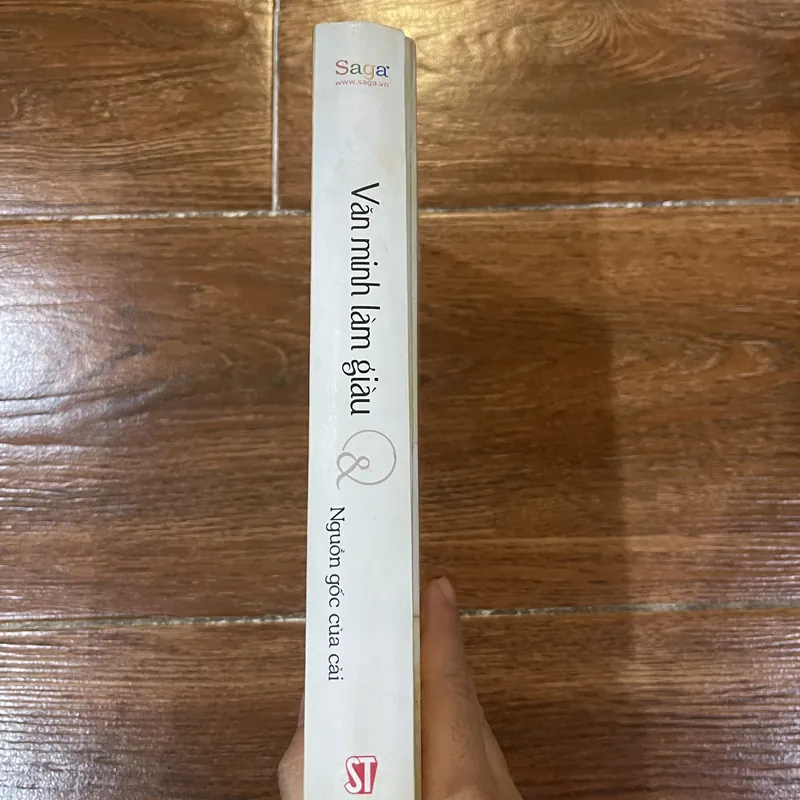 Saga
www.saga.vn
Văn minh làm giàu
&
Nguồn gốc của cải
ST